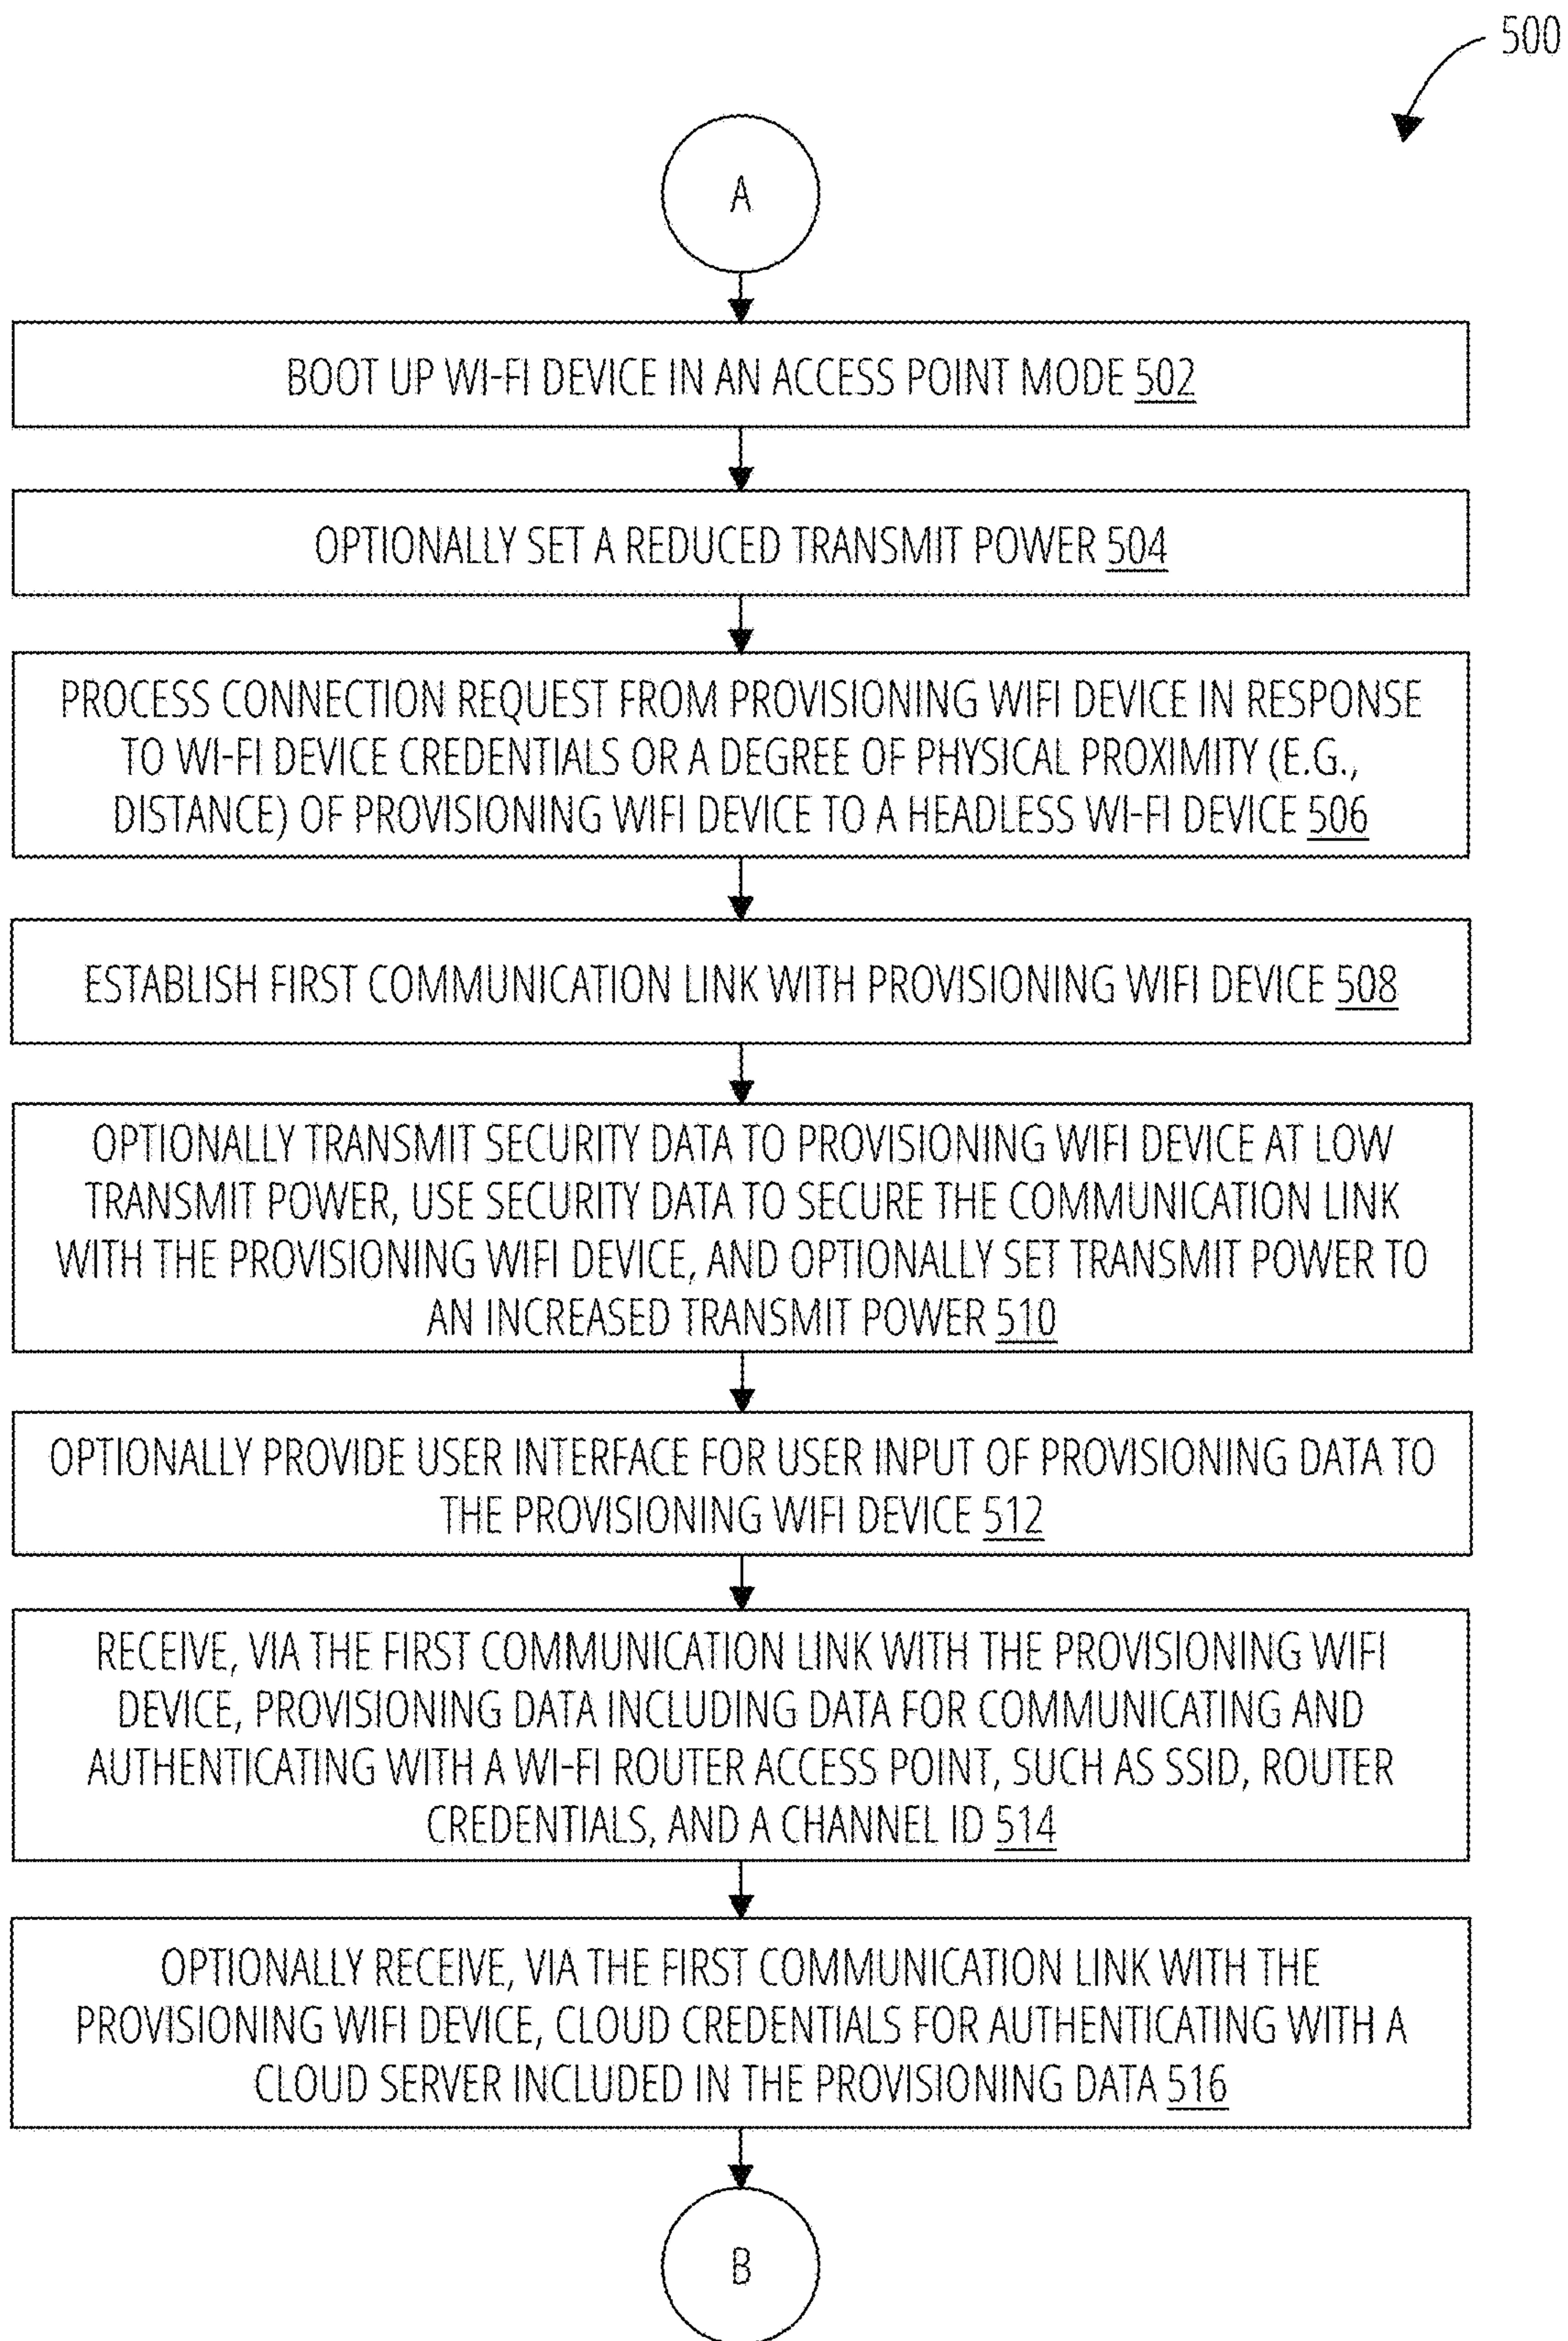 500
A
BOOT UP WI-FI DEVICE IN AN ACCESS POINT MODE 502
OPTIONALLY SET A REDUCED TRANSMIT POWER 504
PROCESS CONNECTION REQUEST FROM PROVISIONING WIFI DEVICE IN RESPONSE
TO WI-FI DEVICE CREDENTIALS OR A DEGREE OF PHYSICAL PROXIMITY (E.G.,
DISTANCE) OF PROVISIONING WIFI DEVICE TO A HEADLESS WI-FI DEVICE 506
ESTABLISH FIRST COMMUNICATION LINK WITH PROVISIONING WIFI DEVICE 508
OPTIONALLY TRANSMIT SECURITY DATA TO PROVISIONING WIFI DEVICE AT LOW
TRANSMIT POWER, USE SECURITY DATA TO SECURE THE COMMUNICATION LINK
WITH THE PROVISIONING WIFI DEVICE, AND OPTIONALLY SET TRANSMIT POWER TO
AN INCREASED TRANSMIT POWER 510
OPTIONALLY PROVIDE USER INTERFACE FOR USER INPUT OF PROVISIONING DATA TO
THE PROVISIONING WIFI DEVICE 512
RECEIVE, VIA THE FIRST COMMUNICATION LINK WITH THE PROVISIONING WIFI
DEVICE, PROVISIONING DATA INCLUDING DATA FOR COMMUNICATING AND
AUTHENTICATING WITH A WI-FI ROUTER ACCESS POINT, SUCH AS SSID, ROUTER
CREDENTIALS, AND A CHANNEL ID 514
OPTIONALLY RECEIVE, VIA THE FIRST COMMUNICATION LINK WITH THE
PROVISIONING WIFI DEVICE, CLOUD CREDENTIALS FOR AUTHENTICATING WITH A
CLOUD SERVER INCLUDED IN THE PROVISIONING DATA 516
B